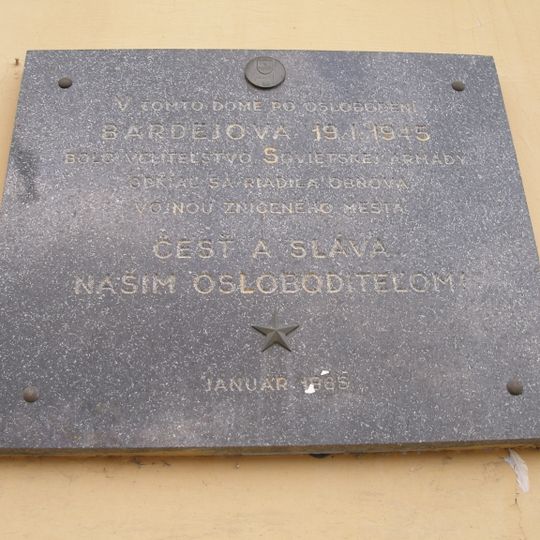 V TOMTO DOME PO OSLOBODENÍ
BARDEJOVA 19.I.1945
BOLO VELITEĽSTVO SOVIETSKEJ ARMÁDY
ODKIAĽ SA RIADILA OBNOVA
VOJNOU ZNIČENÉHO MESTA
ČESŤ A SLÁVA
NAŠIM OSLOBODITEĽOM!
JANUÁR 1985